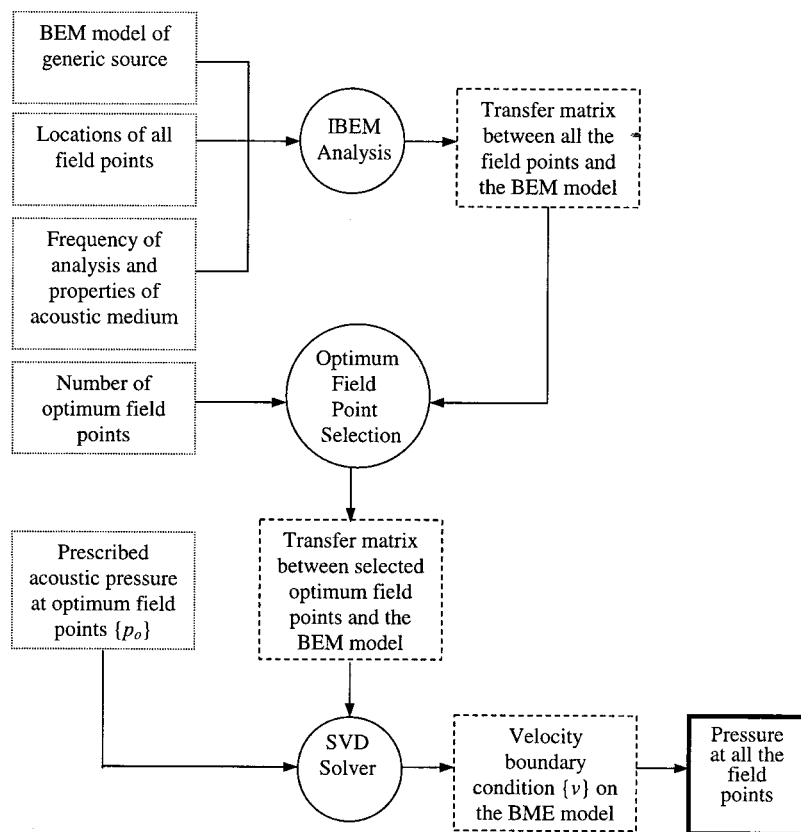 BEM model of
generic source
Locations of all
field points
Frequency of
analysis and
properties of
acoustic medium
IBEM
Analysis
Transfer matrix
between all the
field points and
the BEM model
Number of
optimum field
points
Optimum
Field
Point
Selection
Transfer matrix
between selected
optimum field
points and the
BEM model
Prescribed
acoustic pressure
at optimum field
points {pₒ}
SVD
Solver
Velocity
boundary
condition {v} on
the BME model
Pressure
at all the
field
points